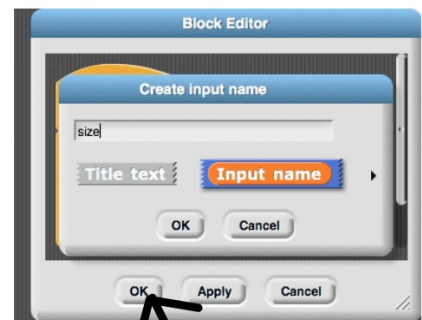 Block Editor
Create input name
size
Title text Input name
OK Cancel
OK Apply Cancel